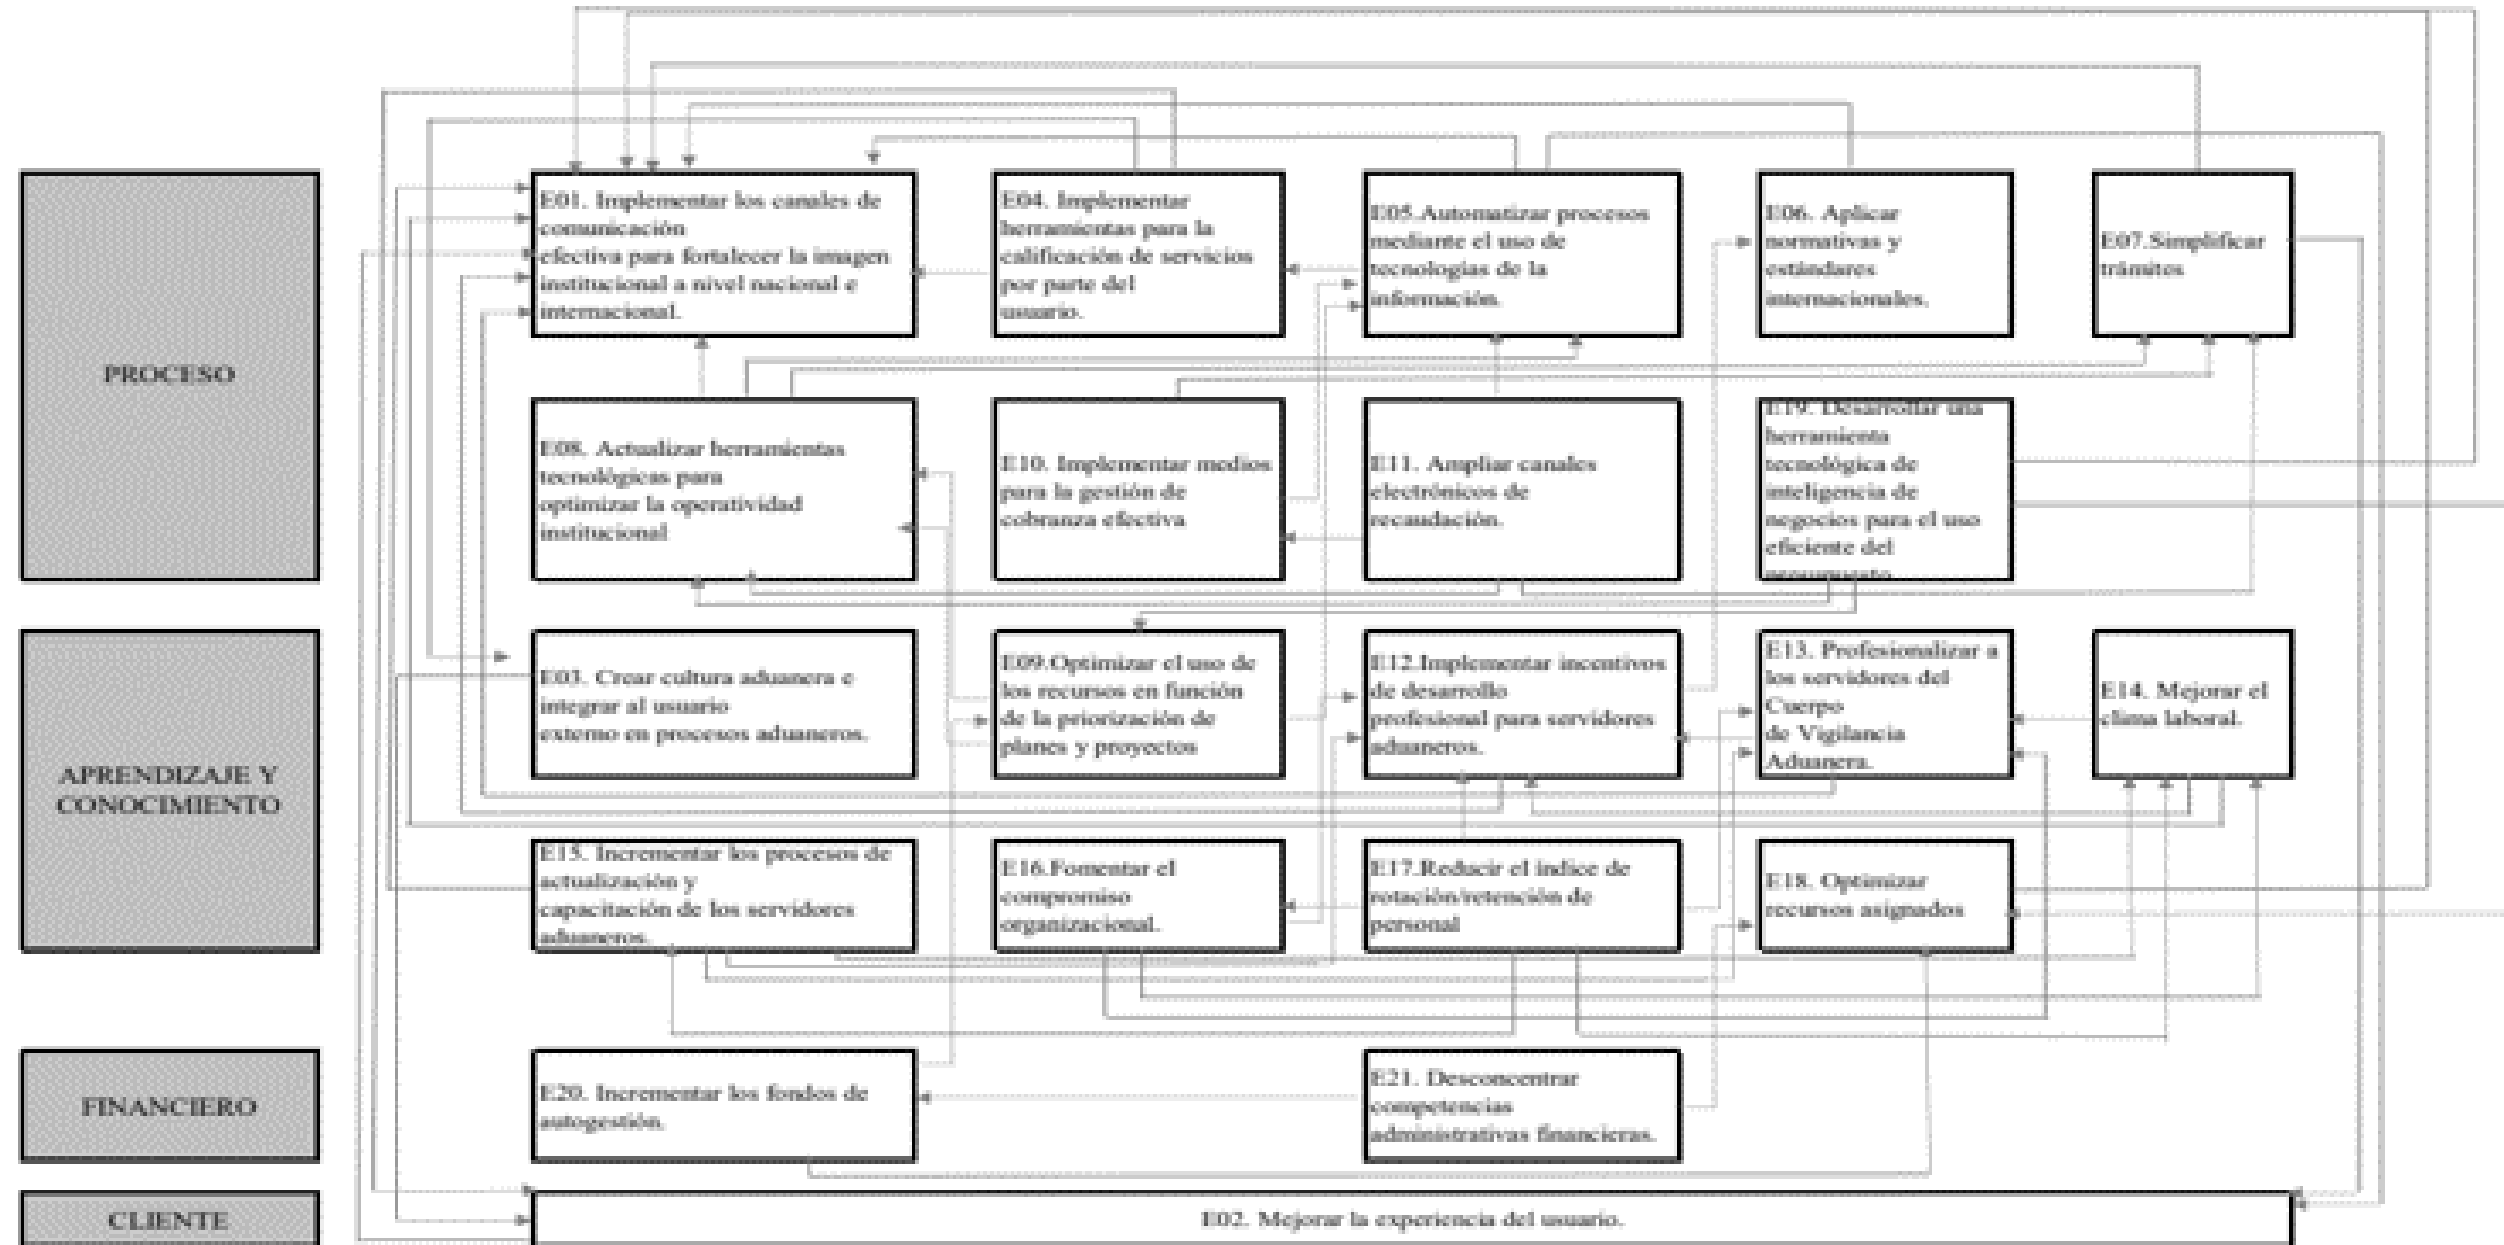 PROCESO
E01. Implementar los canales de
comunicación
efectiva para fortalecer la imagen
institucional a nivel nacional e
internacional.
E04. Implementar
herramientas para la
calificación de servicios
por parte del
usuario.
E05.Automatizar procesos
mediante el uso de
tecnologías de la
información.
E06. Aplicar
normativas y
estándares
internacionales.
E07.Simplificar
trámites
E08. Actualizar herramientas
tecnológicas para
optimizar la operatividad
institucional
E10. Implementar medios
para la gestión de
cobranza efectiva
E11. Ampliar canales
electrónicos de
recaudación.
E19. Desarrollar una
herramienta
tecnológica de
inteligencia de
negocios para el uso
eficiente del
APRENDIZAJE Y
CONOCIMIENTO
E03. Crear cultura aduanera e
integrar al usuario
externo en procesos aduaneros.
E09.Optimizar el uso de
los recursos en función
de la priorización de
planes y proyectos
E12.Implementar incentivos
de desarrollo
profesional para servidores
aduaneros.
E13. Profesionalizar a
los servidores del
Cuerpo
de Vigilancia
Aduanera.
E14. Mejorar el
clima laboral.
E15. Incrementar los procesos de
actualización y
capacitación de los servidores
aduaneros.
E16.Fomentar el
compromiso
organizacional.
E17.Reducir el índice de
rotación/retención de
personal
E18. Optimizar
recursos asignados
FINANCIERO
E20. Incrementar los fondos de
autogestión.
E21. Desconcentrar
competencias
administrativas financieras.
CLIENTE
E02. Mejorar la experiencia del usuario.